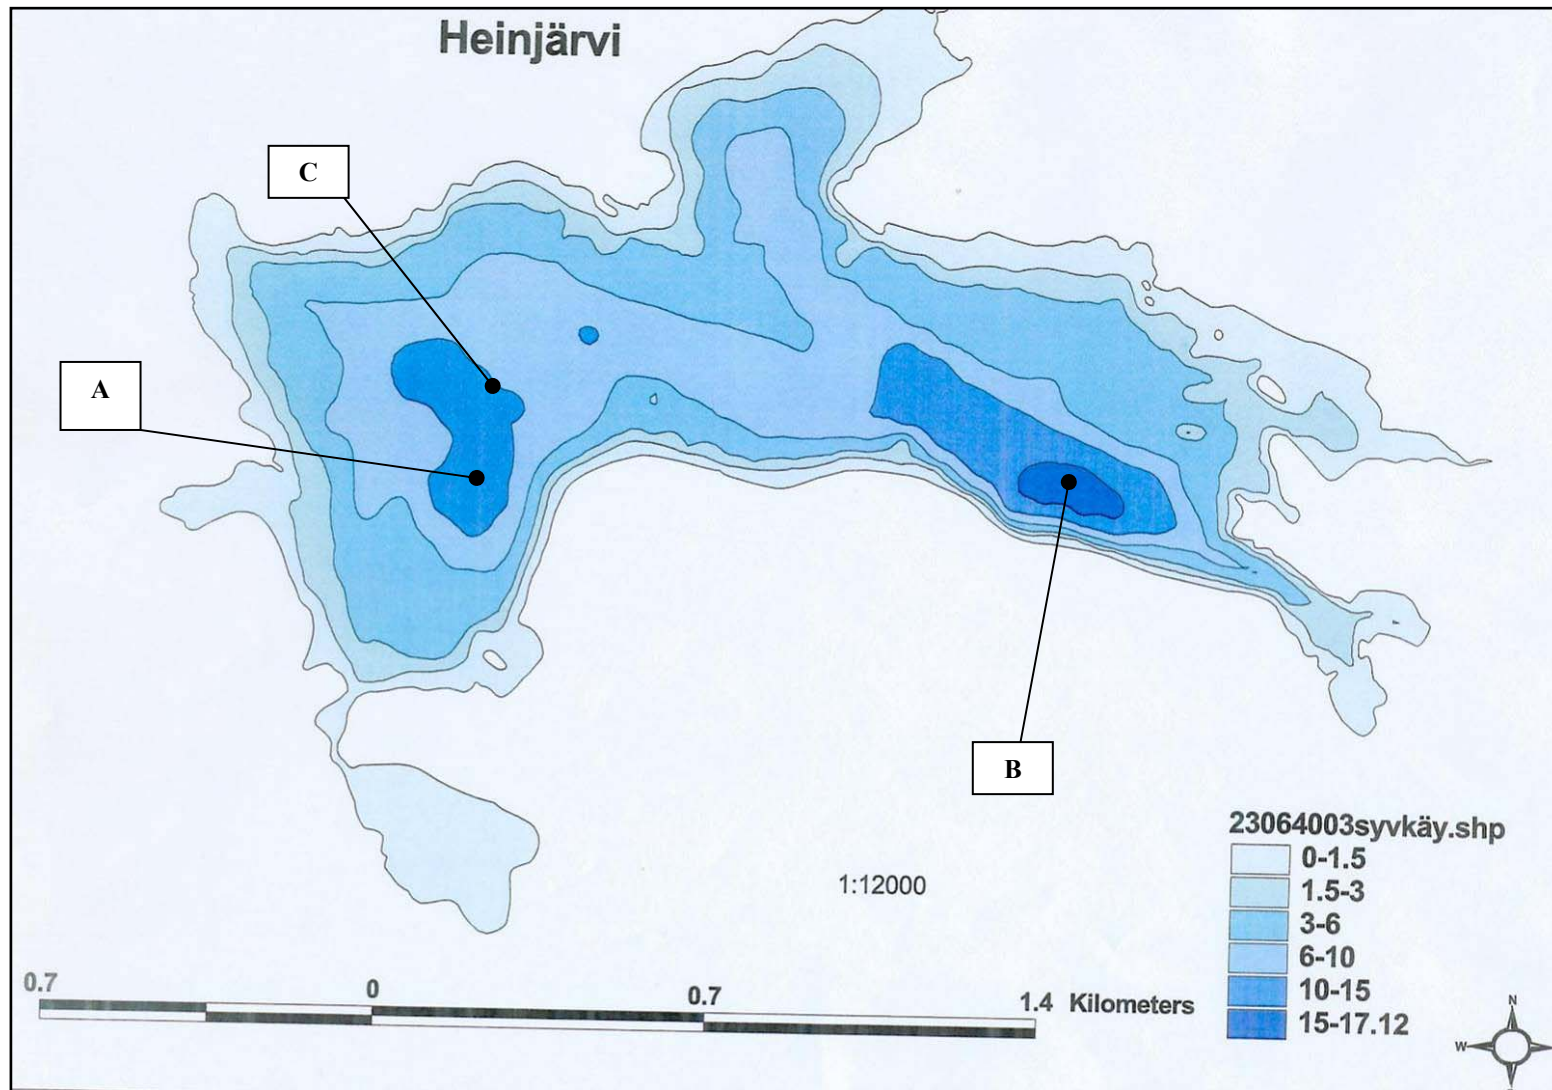 Heinjärvi
C
A
B
1:12000
23064003syvkäy.shp
0-1.5
1.5-3
3-6
6-10
10-15
15-17.12
0.7 0 0.7 1.4 Kilometers
N
W